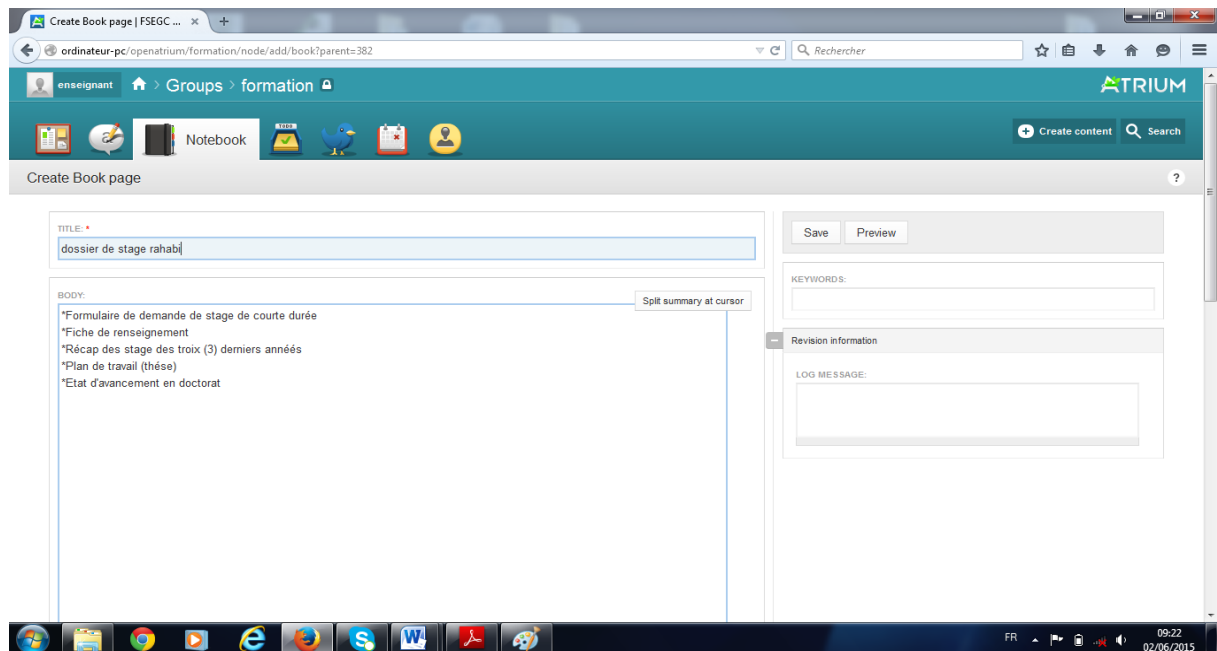 Create Book page | FSEGC ...
ordinateur-pc/openatrium/formation/node/add/book?parent=382
Rechercher
enseignant > Groups > formation
ATRIUM
TODO
Notebook
Create content
Search
Create Book page
?
TITLE: *
dossier de stage rahabi
Save
Preview
KEYWORDS:
BODY:
Split summary at cursor
*Formulaire de demande de stage de courte durée
*Fiche de renseignement
*Récap des stage des troix (3) derniers annéés
*Plan de travail (thése)
*Etat d'avancement en doctorat
Revision information
LOG MESSAGE:
FR
09:22
02/06/2015